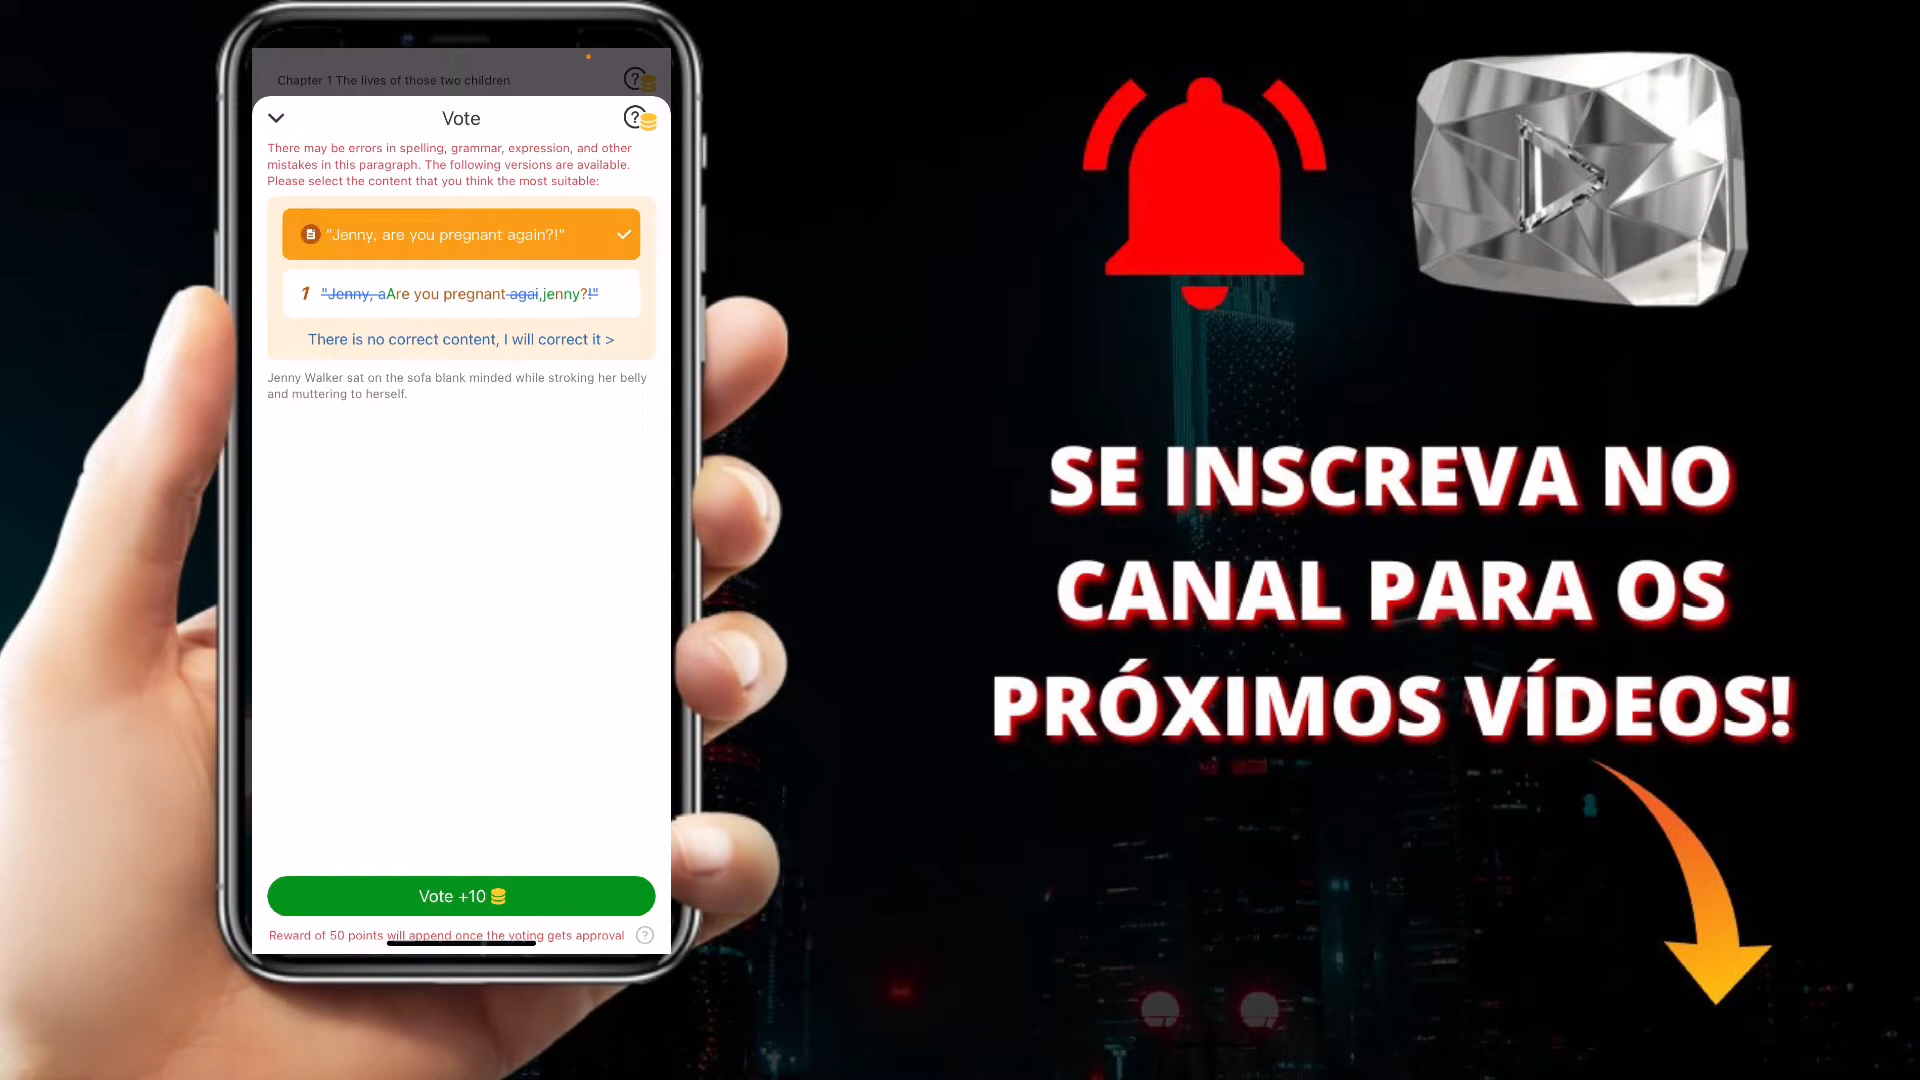 Chapter 1 The lives of those two children
Vote
There may be errors in spelling, grammar, expression, and other
mistakes in this paragraph. The following versions are available.
Please select the content that you think the most suitable:
"Jenny, are you pregnant again?!"
1 "Jenny, aAre you pregnant agai,jenny?!"
There is no correct content, I will correct it >
Jenny Walker sat on the sofa blank minded while stroking her belly
and muttering to herself.
Vote +10
Reward of 50 points will append once the voting gets approval ?
SE INSCREVA NO
CANAL PARA OS
PRÓXIMOS VÍDEOS!